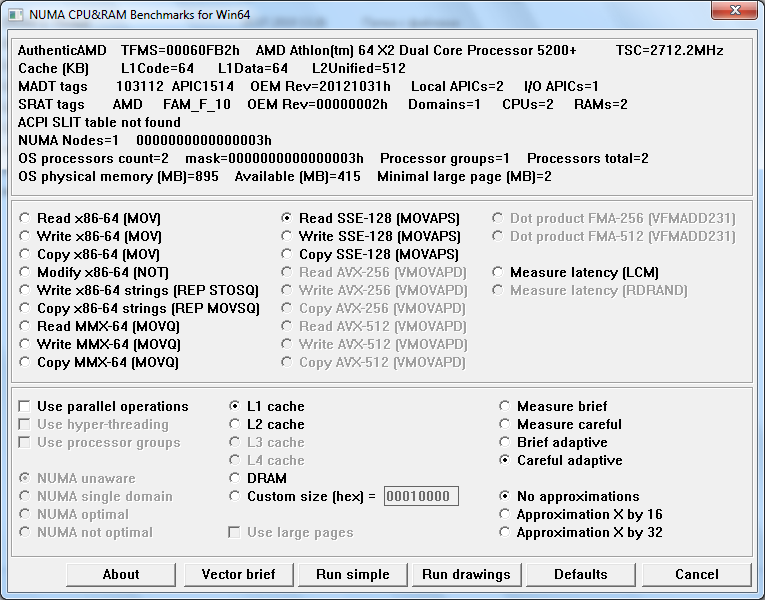 NUMA CPU&RAM Benchmarks for Win64
AuthenticAMD TFMS=00060FB2h AMD Athlon(tm) 64 X2 Dual Core Processor 5200+ TSC=2712.2MHz
Cache (KB) L1Code=64 L1Data=64 L2Unified=512
MADT tags 103112 APIC1514 OEM Rev=20121031h Local APICs=2 I/O APICs=1
SRAT tags AMD FAM_F_10 OEM Rev=00000002h Domains=1 CPUs=2 RAMs=2
ACPI SLIT table not found
NUMA Nodes=1 0000000000000003h
OS processors count=2 mask=0000000000000003h Processor groups=1 Processors total=2
OS physical memory (MB)=895 Available (MB)=415 Minimal large page (MB)=2
Read x86-64 (MOV)
Write x86-64 (MOV)
Copy x86-64 (MOV)
Modify x86-64 (NOT)
Write x86-64 strings (REP STOSQ)
Copy x86-64 strings (REP MOVSQ)
Read MMX-64 (MOVQ)
Write MMX-64 (MOVQ)
Copy MMX-64 (MOVQ)
Read SSE-128 (MOVAPS)
Write SSE-128 (MOVAPS)
Copy SSE-128 (MOVAPS)
Read AVX-256 (VMOVAPD)
Write AVX-256 (VMOVAPD)
Copy AVX-256 (VMOVAPD)
Read AVX-512 (VMOVAPD)
Write AVX-512 (VMOVAPD)
Copy AVX-512 (VMOVAPD)
Dot product FMA-256 (VFMADD231)
Dot product FMA-512 (VFMADD231)
Measure latency (LCM)
Measure latency (RDRAND)
Use parallel operations
Use hyper-threading
Use processor groups
NUMA unaware
NUMA single domain
NUMA optimal
NUMA not optimal
L1 cache
L2 cache
L3 cache
L4 cache
DRAM
Custom size (hex) = 00010000
Use large pages
Measure brief
Measure careful
Brief adaptive
Careful adaptive
No approximations
Approximation X by 16
Approximation X by 32
About Vector brief Run simple Run drawings Defaults Cancel